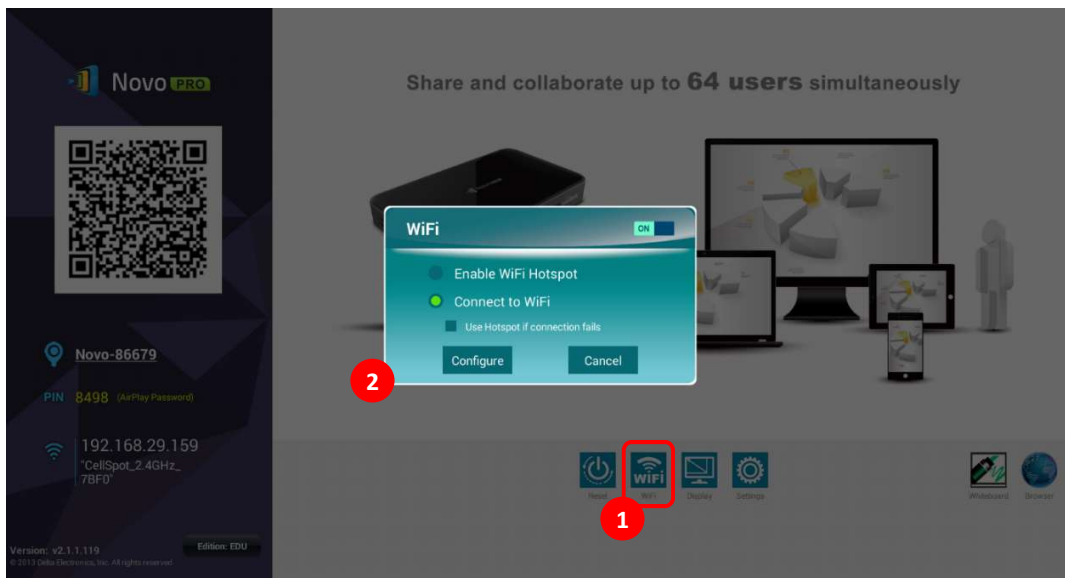 Novo PRO
Share and collaborate up to 64 users simultaneously
WiFi
ON
Enable WiFi Hotspot
Connect to WiFi
Use Hotspot if connection fails
Configure
Cancel
2
Novo-86679
PIN 8498 (AirPlay Password)
192.168.29.159
"CellSpot_2.4GHz_
7BF0"
WiFi
Reset
WiFi
Display
Settings
Whiteboard
Browser
1
Version: v2.1.1.119
Edition: EDU
© 2013 Delta Electronics, Inc. All rights reserved